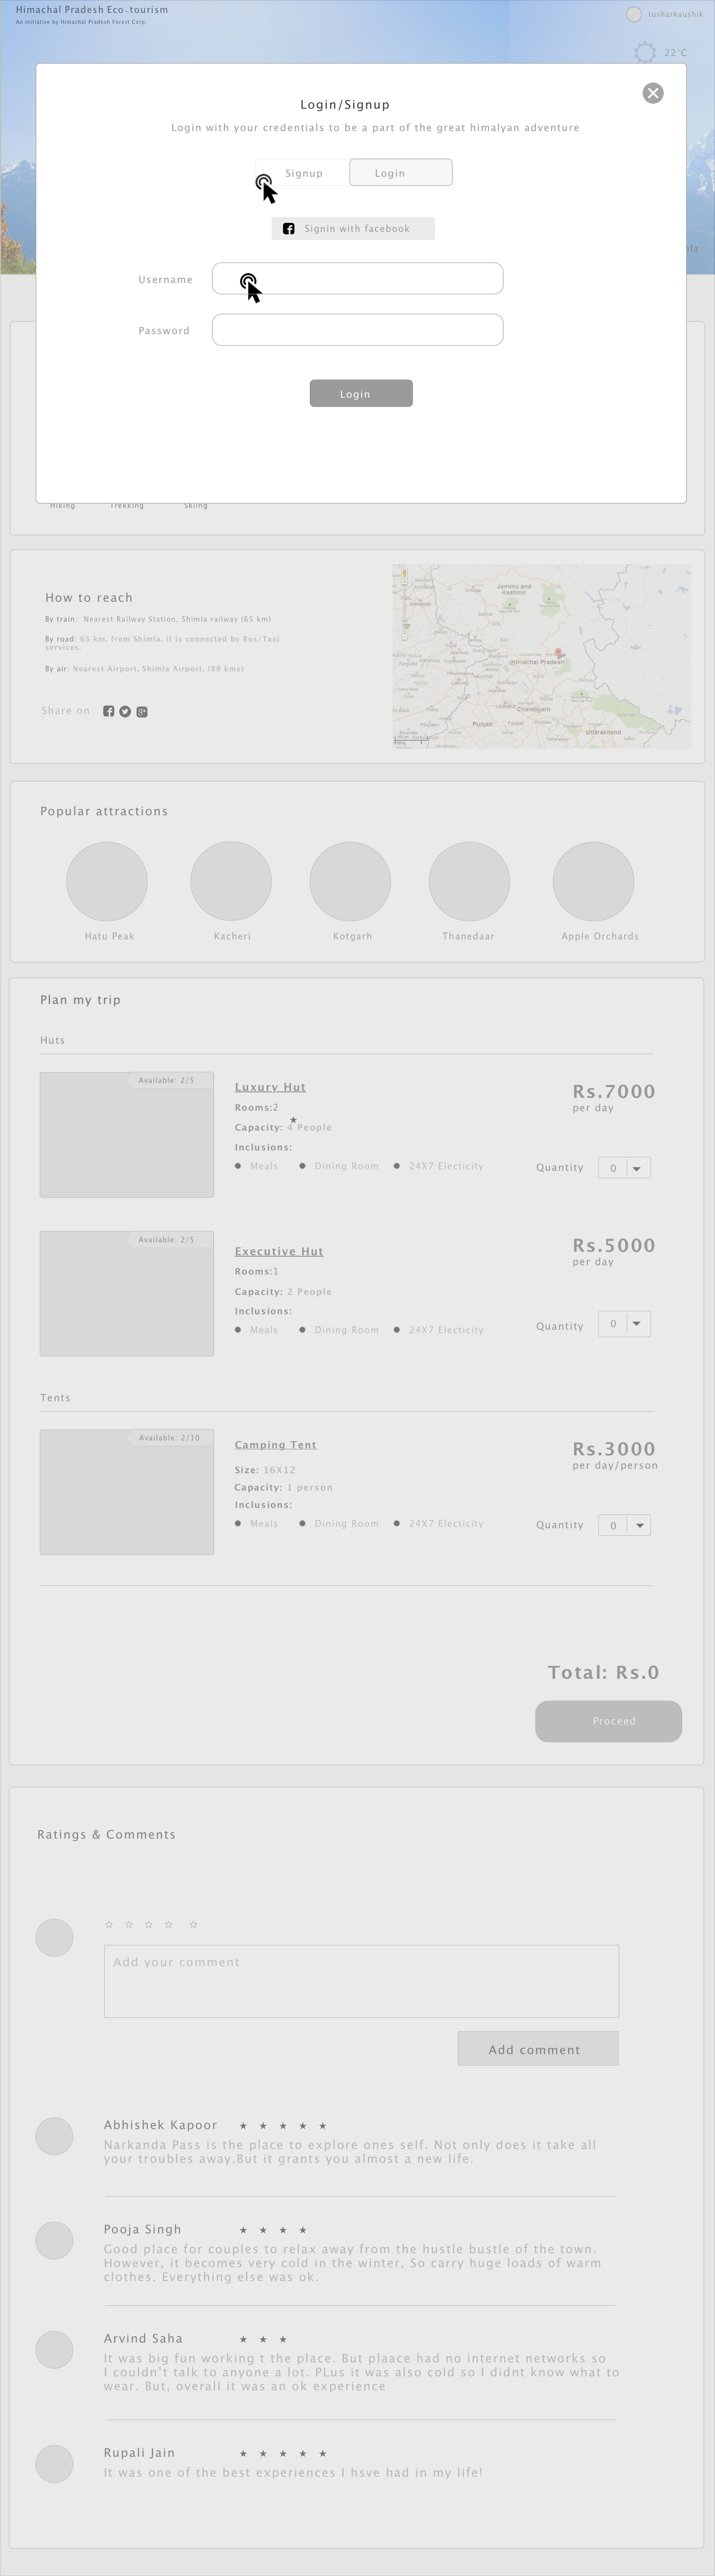 Himachal Pradesh Eco-tourism
An initiative by Himachal Pradesh Forest Corp.
tusharkaushik
22°C
Login/Signup
Login with your credentials to be a part of the great himalyan adventure
Signup
Login
Signin with facebook
Username
Password
Login
Hiking
Trekking
Skiing
How to reach
By train: Nearest Railway Station, Shimla railway (65 km)
By road: 65 km. from Shimla, it is connected by Bus/Taxi
services.
By air: Nearest Airport, Shimla Airport, (88 kms)
Share on
Jammu and
Kashmir
Himachal Pradesh
Chandigarh
Punjab
Uttarakhand
Popular attractions
Hatu Peak
Kacheri
Kotgarh
Thanedaar
Apple Orchards
Plan my trip
Huts
Available: 2/5
Luxury Hut
Rooms:2
Capacity: 4 People
Inclusions:
Meals
Dining Room
24X7 Electicity
Rs.7000
per day
Quantity
0
Available: 2/5
Executive Hut
Rooms:1
Capacity: 2 People
Inclusions:
Meals
Dining Room
24X7 Electicity
Rs.5000
per day
Quantity
0
Tents
Available: 2/10
Camping Tent
Size: 16X12
Capacity: 1 person
Inclusions:
Meals
Dining Room
24X7 Electicity
Rs.3000
per day/person
Quantity
0
Total: Rs.0
Proceed
Ratings & Comments
Add your comment
Add comment
Abhishek Kapoor
Narkanda Pass is the place to explore ones self. Not only does it take all
your troubles away.But it grants you almost a new life.
Pooja Singh
Good place for couples to relax away from the hustle bustle of the town.
However, it becomes very cold in the winter, So carry huge loads of warm
clothes. Everything else was ok.
Arvind Saha
It was big fun working t the place. But plaace had no internet networks so
I couldn't talk to anyone a lot. PLus it was also cold so I didnt know what to
wear. But, overall it was an ok experience
Rupali Jain
It was one of the best experiences I hsve had in my life!